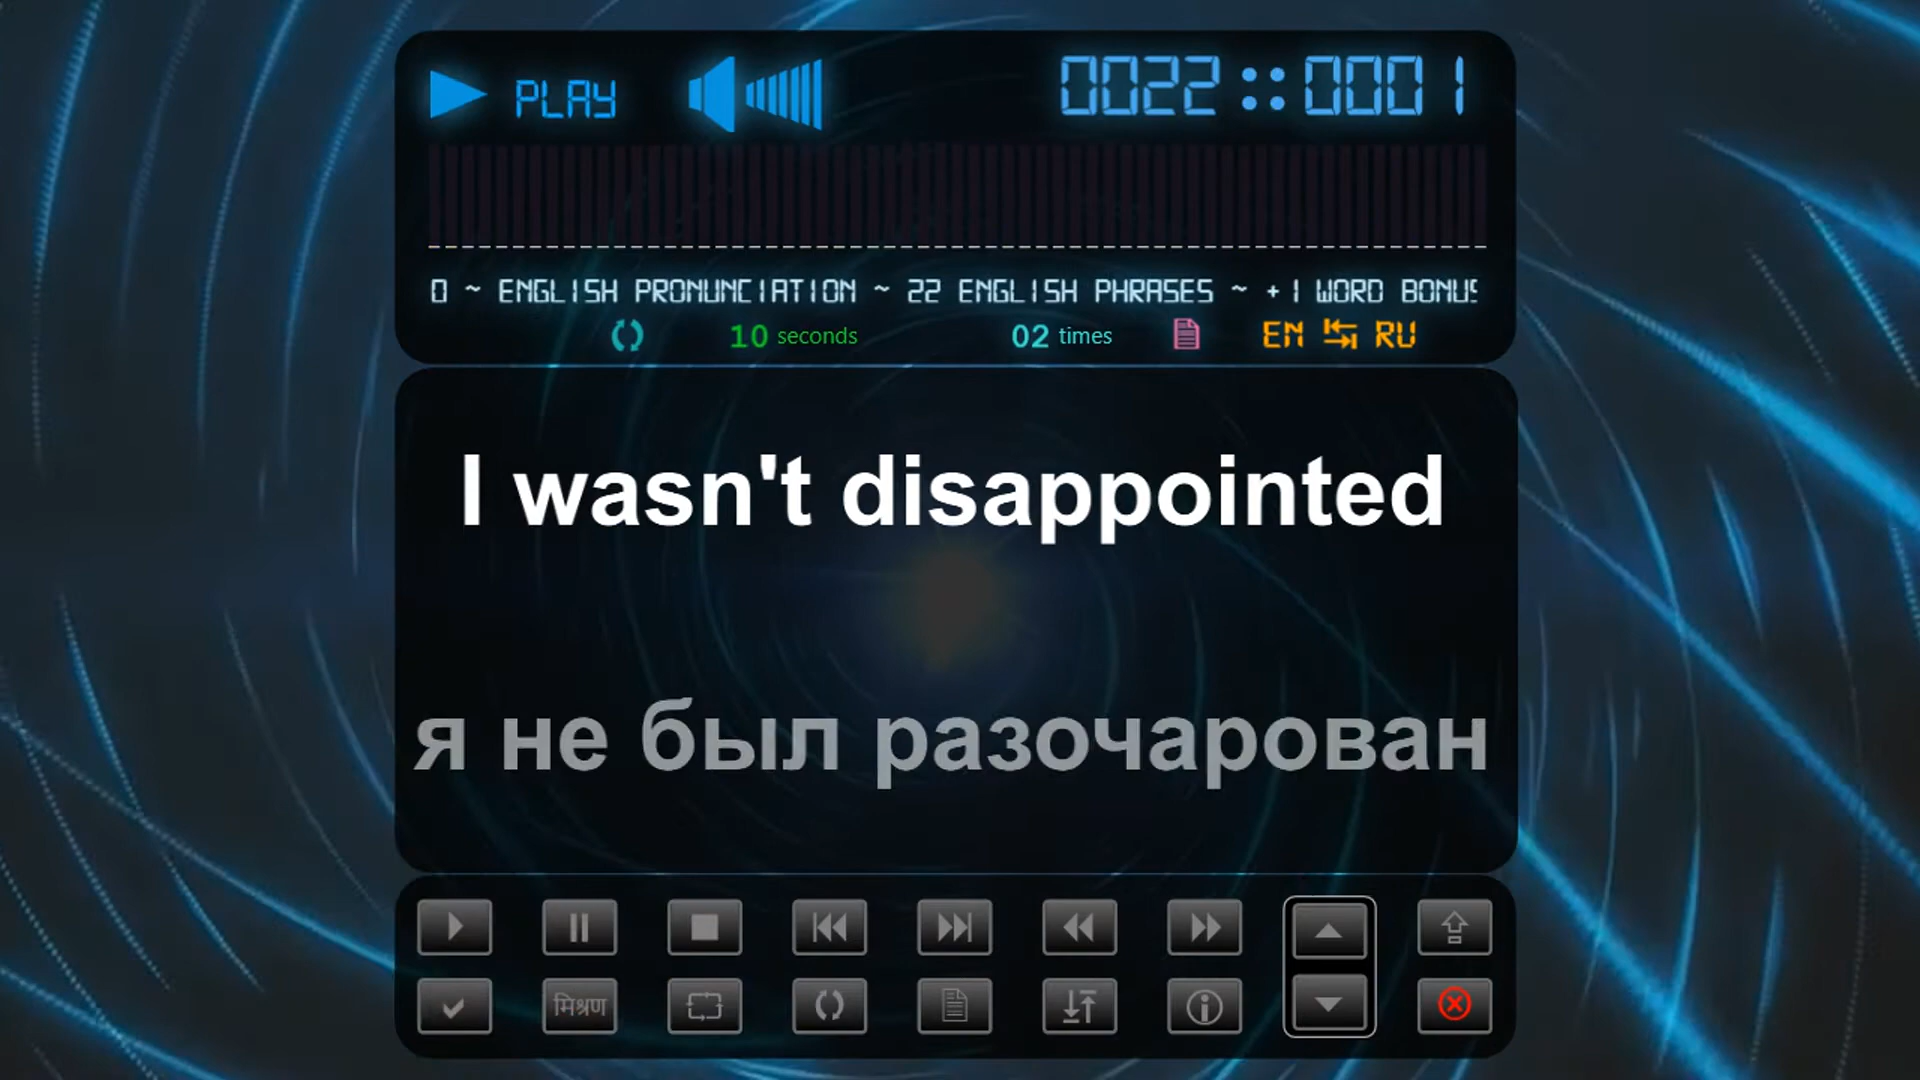 PLAY
0022::0001
0 ~ ENGLISH PRONUNCIATION ~ 22 ENGLISH PHRASES ~ +1 WORD BONUS
10 seconds
02 times
EN RU
I wasn't disappointed
я не был разочарован
मिश्रण